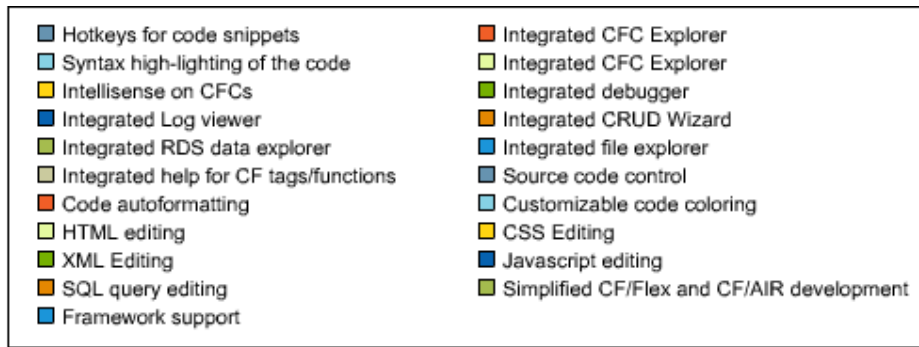 Hotkeys for code snippets
Syntax high-lighting of the code
Intellisense on CFCs
Integrated Log viewer
Integrated RDS data explorer
Integrated help for CF tags/functions
Code autoformatting
HTML editing
XML Editing
SQL query editing
Framework support
Integrated CFC Explorer
Integrated CFC Explorer
Integrated debugger
Integrated CRUD Wizard
Integrated file explorer
Source code control
Customizable code coloring
CSS Editing
Javascript editing
Simplified CF/Flex and CF/AIR development